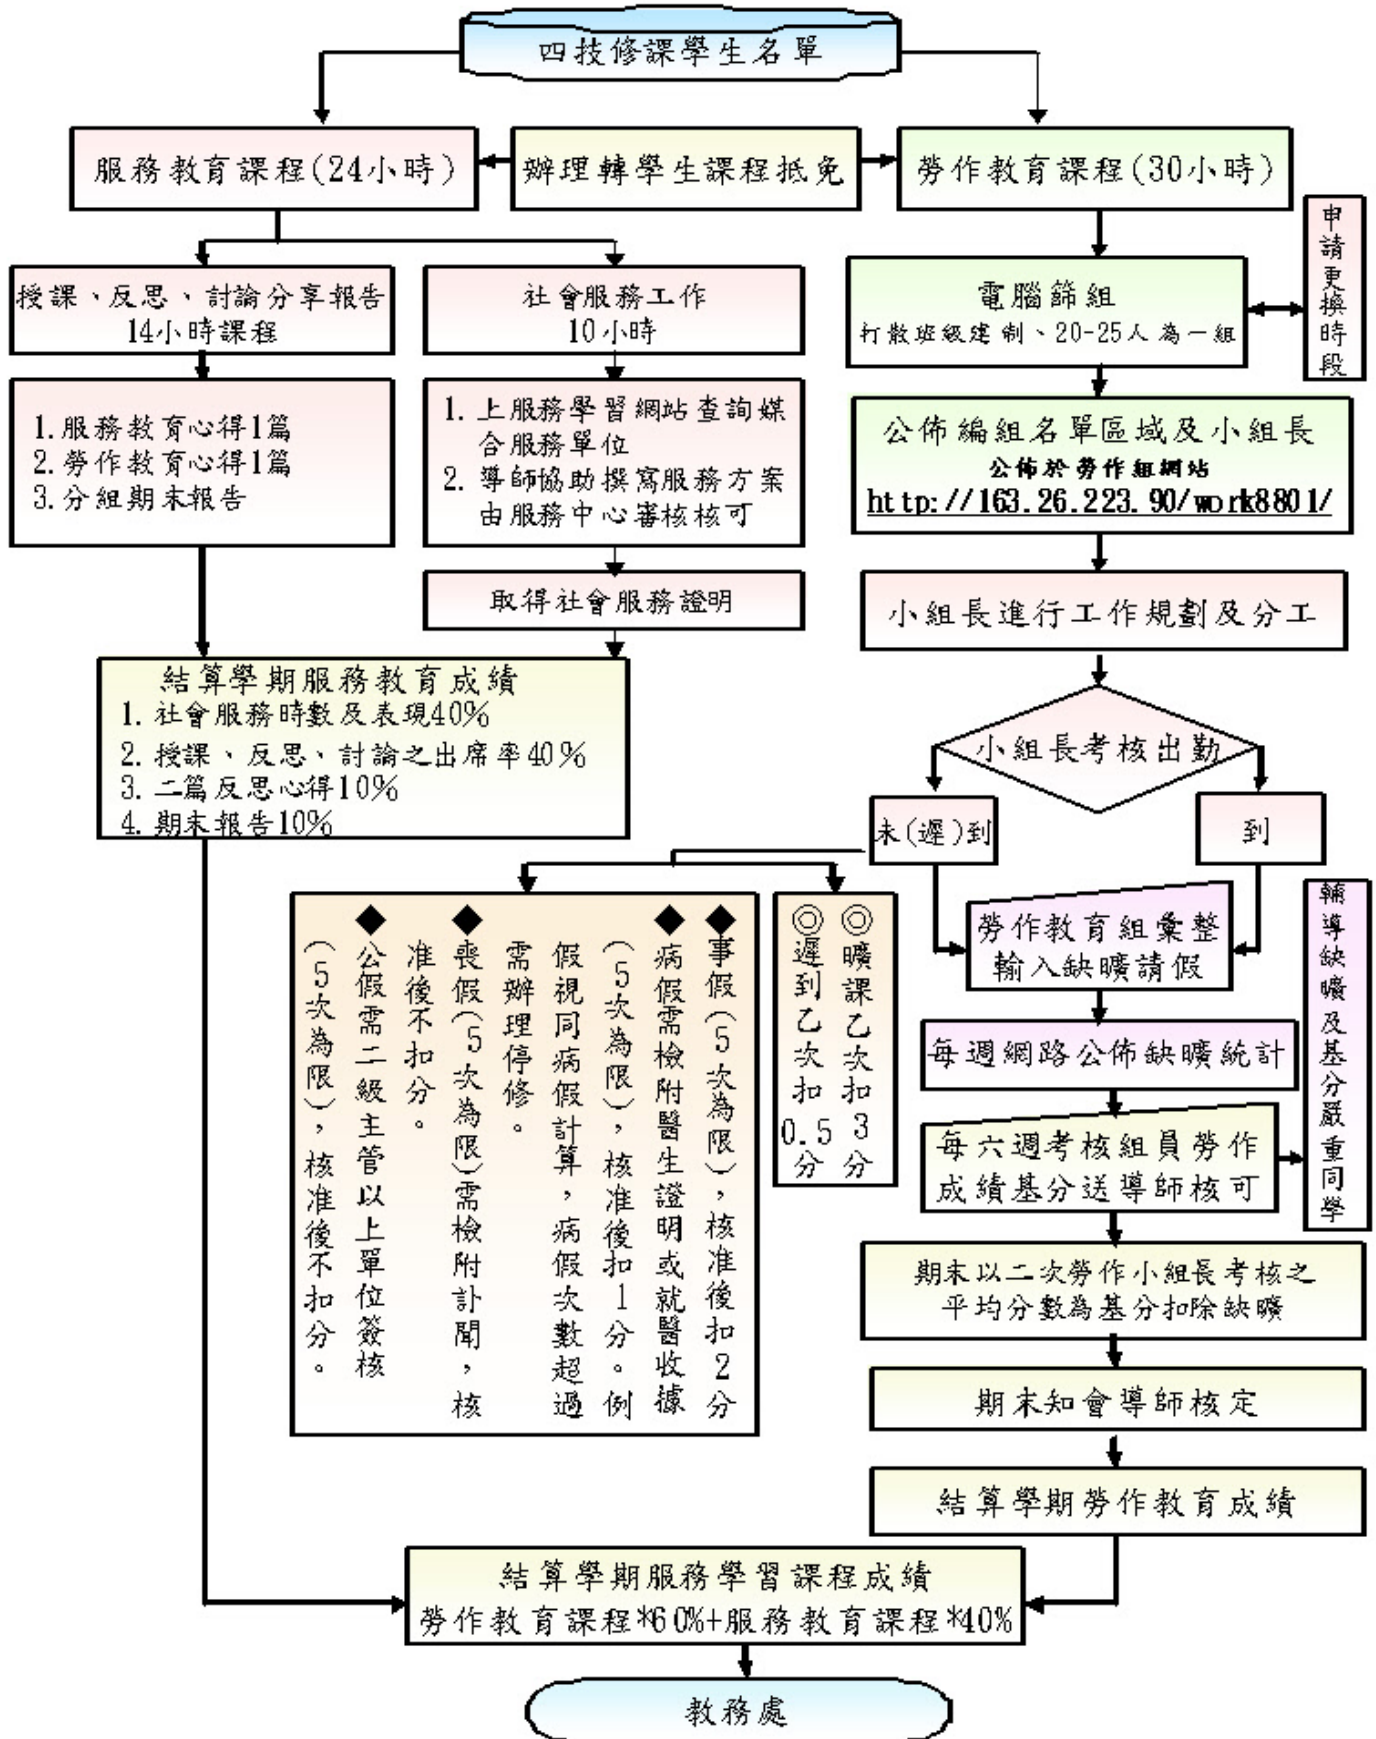 四技修課學生名單
服務教育課程(24小時)
辦理轉學生課程抵免
勞作教育課程(30小時)
申請更換時段
授課、反思、討論分享報告
14小時課程
社會服務工作
10小時
電腦篩組
打散班級建制、20-25人為一組
1.服務教育心得1篇
2.勞作教育心得1篇
3.分組期末報告
1. 上服務學習網站查詢媒
合服務單位
2. 導師協助撰寫服務方案
由服務中心審核核可
公佈編組名單區域及小組長
公佈於勞作組網站
http://163.26.223.90/work8801/
取得社會服務證明
小組長進行工作規劃及分工
結算學期服務教育成績
1. 社會服務時數及表現40%
2. 授課、反思、討論之出席率40%
3. 二篇反思心得10%
4. 期末報告10%
小組長考核出勤
未(遲)到
到
◆事假(5次為限),核准後扣2分
◆病假需檢附醫生證明或就醫收據
(5次為限),核准後扣1分。例
假視同病假計算,病假次數超過
需辦理停修。
◆喪假(5次為限)需檢附訃聞,核
准後不扣分。
◆公假需二級主管以上單位簽核
(5次為限),核准後不扣分。
◎曠課乙次扣3分
◎遲到乙次扣0.5分
勞作教育組彙整
輸入缺曠請假
輔導缺曠及基分嚴重同學
每週網路公佈缺曠統計
每六週考核組員勞作
成績基分送導師核可
期末以二次勞作小組長考核之
平均分數為基分扣除缺曠
期末知會導師核定
結算學期勞作教育成績
結算學期服務學習課程成績
勞作教育課程*60%+服務教育課程*40%
教務處